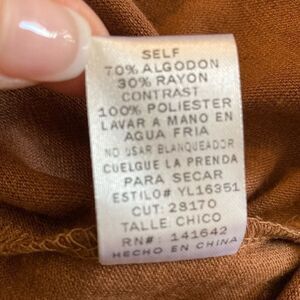 SELF
70% ALGODON
30% RAYON
CONTRAST
100% POLIESTER
LAVAR A MANO EN
AGUA FRIA
NO USAR BLANQUEADOR
CUELGUE LA PRENDA
PARA SECAR
ESTILO# YL16351
CUT: 28170
TALLE: CHICO
RN#: 141642
HECHO EN CHINA